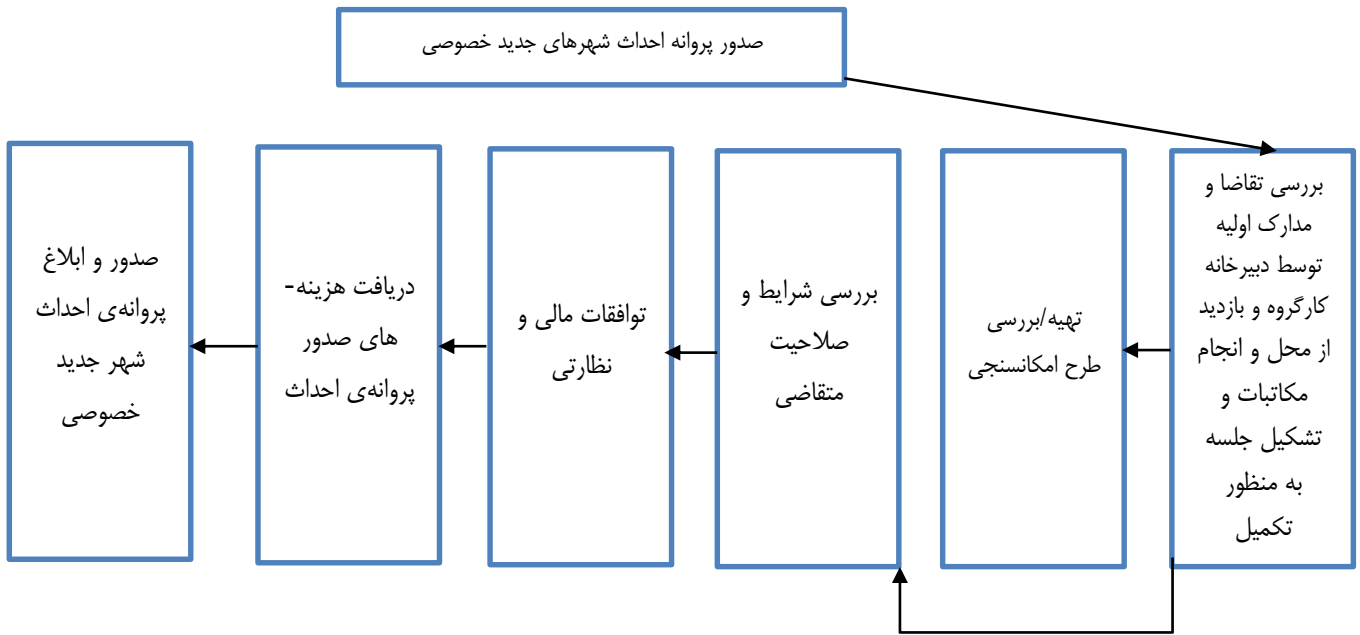 صدور پروانه احداث شهرهای جدید خصوصی
بررسی تقاضا و
مدارک اولیه
توسط دبیرخانه
کارگروه و بازدید
از محل و انجام
مکاتبات و
تشکیل جلسه
به منظور
تکمیل
تهیه/بررسی
طرح امکانسنجی
بررسی شرایط و
صلاحیت
متقاضی
توافقات مالی و
نظارتی
دریافت هزینه-
های صدور
پروانه‌ی احداث
صدور و ابلاغ
پروانه‌ی احداث
شهر جدید
خصوصی